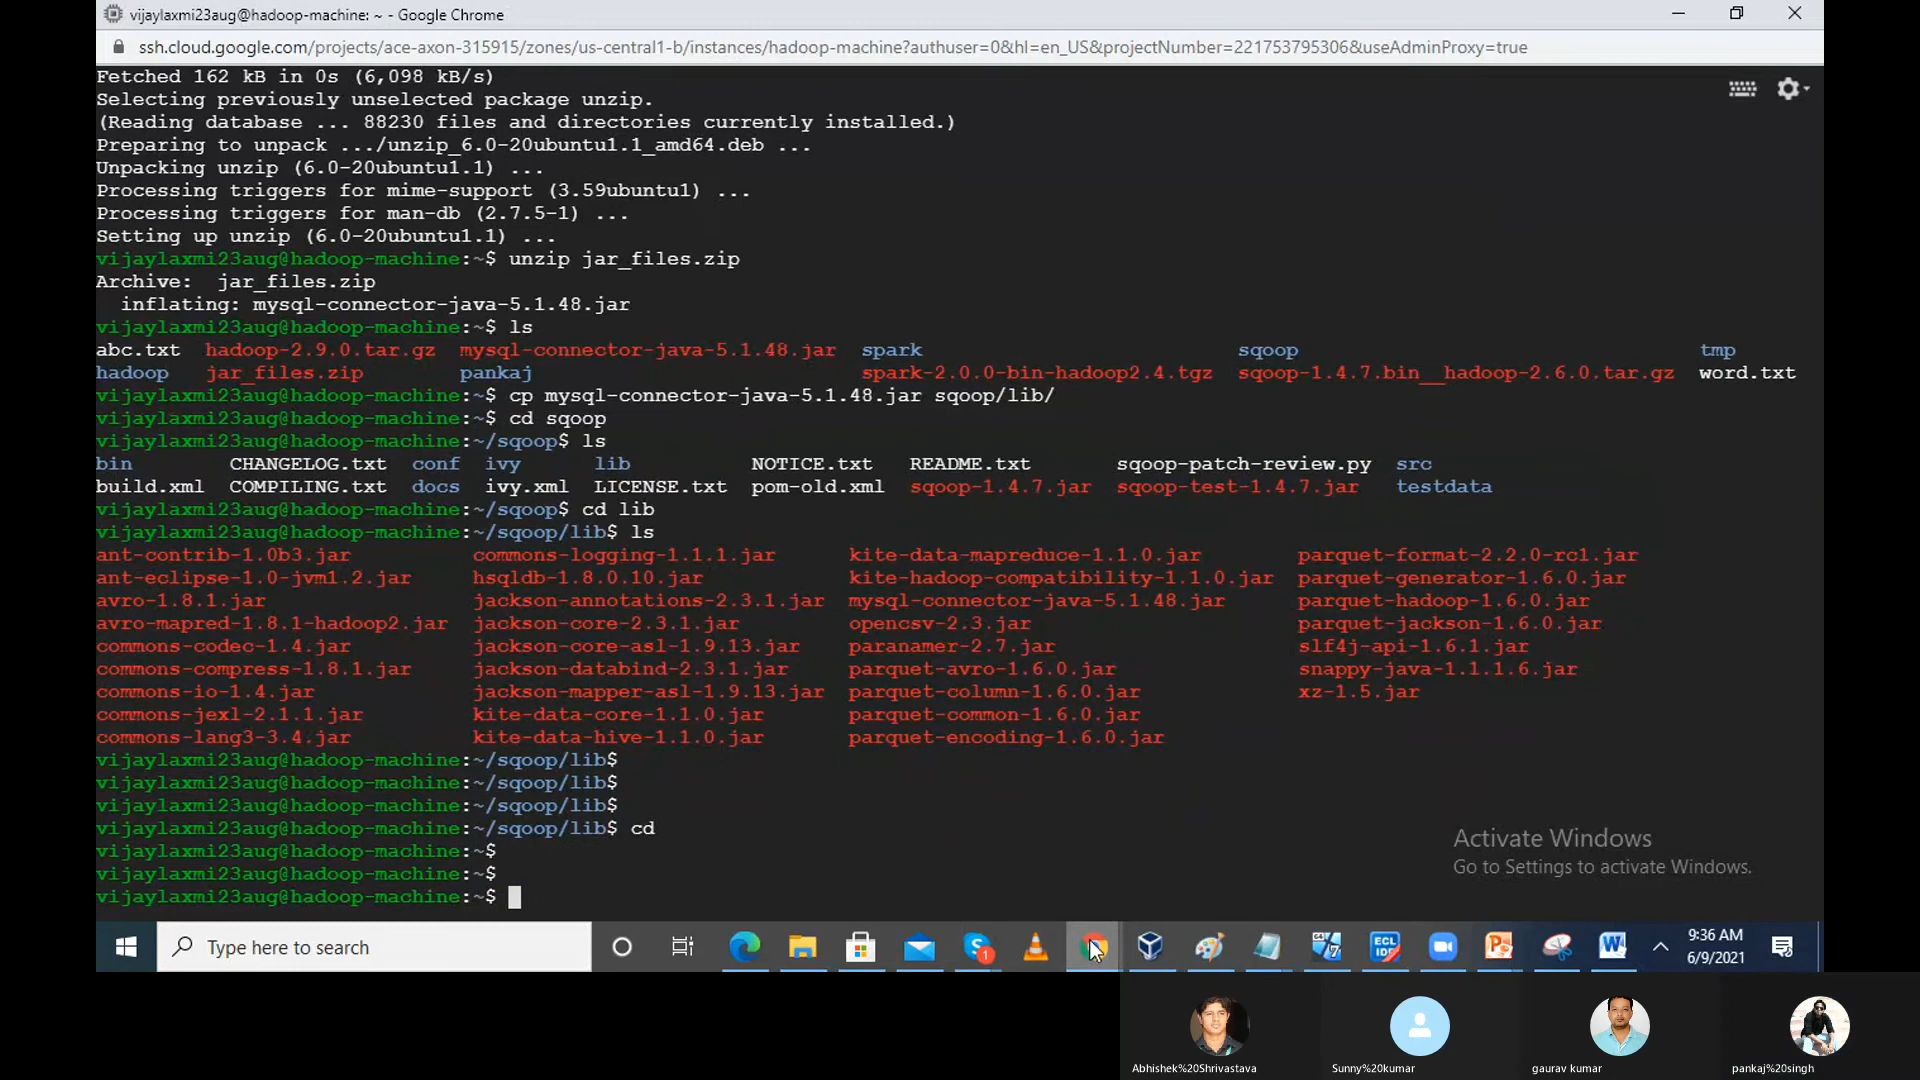 vijaylaxmi23aug@hadoop-machine: ~ - Google Chrome
ssh.cloud.google.com/projects/ace-axon-315915/zones/us-central1-b/instances/hadoop-machine?authuser=0&hl=en_US&projectNumber=221753795306&useAdminProxy=true
Fetched 162 kB in 0s (6,098 kB/s)
Selecting previously unselected package unzip.
(Reading database ... 88230 files and directories currently installed.)
Preparing to unpack .../unzip_6.0-20ubuntu1.1_amd64.deb ...
Unpacking unzip (6.0-20ubuntu1.1) ...
Processing triggers for mime-support (3.59ubuntu1) ...
Processing triggers for man-db (2.7.5-1) ...
Setting up unzip (6.0-20ubuntu1.1) ...
vijaylaxmi23aug@hadoop-machine:~$ unzip jar_files.zip
Archive:  jar_files.zip
  inflating: mysql-connector-java-5.1.48.jar
vijaylaxmi23aug@hadoop-machine:~$ ls
abc.txt  hadoop-2.9.0.tar.gz  mysql-connector-java-5.1.48.jar  spark  sqoop  tmp
hadoop  jar_files.zip  pankaj  spark-2.0.0-bin-hadoop2.4.tgz  sqoop-1.4.7.bin__hadoop-2.6.0.tar.gz  word.txt
vijaylaxmi23aug@hadoop-machine:~$ cp mysql-connector-java-5.1.48.jar sqoop/lib/
vijaylaxmi23aug@hadoop-machine:~$ cd sqoop
vijaylaxmi23aug@hadoop-machine:~/sqoop$ ls
bin  CHANGELOG.txt  conf  ivy  lib  NOTICE.txt  README.txt  sqoop-patch-review.py  src
build.xml  COMPILING.txt  docs  ivy.xml  LICENSE.txt  pom-old.xml  sqoop-1.4.7.jar  sqoop-test-1.4.7.jar  testdata
vijaylaxmi23aug@hadoop-machine:~/sqoop$ cd lib
vijaylaxmi23aug@hadoop-machine:~/sqoop/lib$ ls
ant-contrib-1.0b3.jar  commons-logging-1.1.1.jar  kite-data-mapreduce-1.1.0.jar  parquet-format-2.2.0-rc1.jar
ant-eclipse-1.0-jvm1.2.jar  hsqldb-1.8.0.10.jar  kite-hadoop-compatibility-1.1.0.jar  parquet-generator-1.6.0.jar
avro-1.8.1.jar  jackson-annotations-2.3.1.jar  mysql-connector-java-5.1.48.jar  parquet-hadoop-1.6.0.jar
avro-mapred-1.8.1-hadoop2.jar  jackson-core-2.3.1.jar  opencsv-2.3.jar  parquet-jackson-1.6.0.jar
commons-codec-1.4.jar  jackson-core-asl-1.9.13.jar  paranamer-2.7.jar  slf4j-api-1.6.1.jar
commons-compress-1.8.1.jar  jackson-databind-2.3.1.jar  parquet-avro-1.6.0.jar  snappy-java-1.1.1.6.jar
commons-io-1.4.jar  jackson-mapper-asl-1.9.13.jar  parquet-column-1.6.0.jar  xz-1.5.jar
commons-jexl-2.1.1.jar  kite-data-core-1.1.0.jar  parquet-common-1.6.0.jar
commons-lang3-3.4.jar  kite-data-hive-1.1.0.jar  parquet-encoding-1.6.0.jar
vijaylaxmi23aug@hadoop-machine:~/sqoop/lib$
vijaylaxmi23aug@hadoop-machine:~/sqoop/lib$
vijaylaxmi23aug@hadoop-machine:~/sqoop/lib$
vijaylaxmi23aug@hadoop-machine:~/sqoop/lib$ cd
vijaylaxmi23aug@hadoop-machine:~$
vijaylaxmi23aug@hadoop-machine:~$
vijaylaxmi23aug@hadoop-machine:~$
Activate Windows
Go to Settings to activate Windows.
Type here to search
1
ECL
IDE
9:36 AM
6/9/2021
Abhishek%20Shrivastava
Sunny%20kumar
gaurav kumar
pankaj%20singh